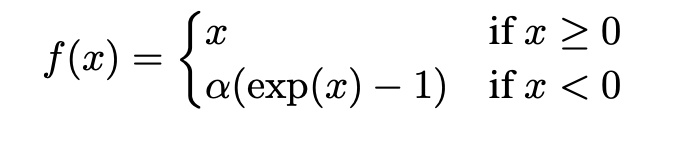 f(x) = { x if x ≥ 0
α(exp(x) − 1) if x < 0